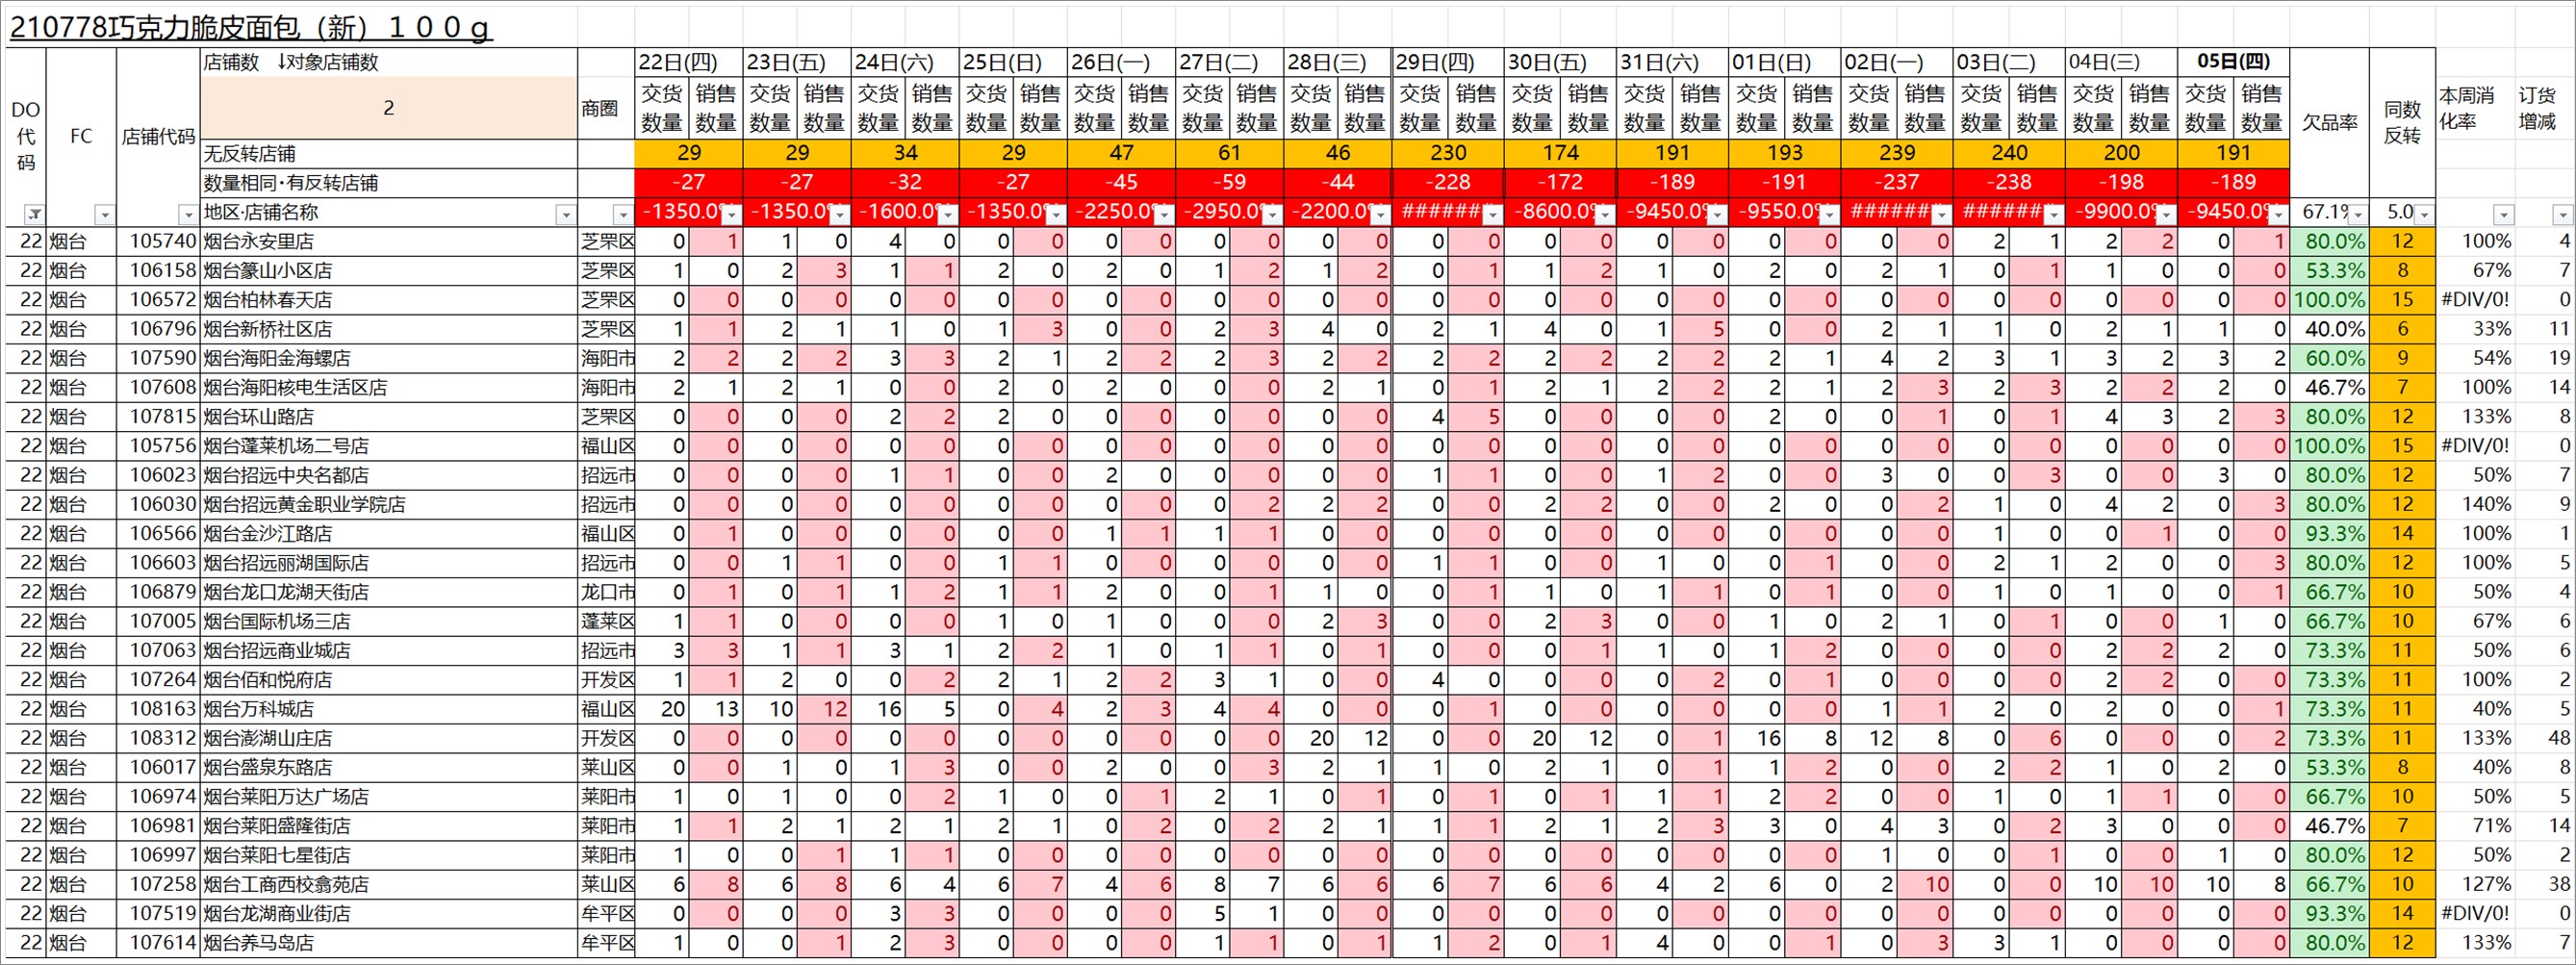 210778巧克力脆皮面包（新）１００g
DO代码 FC 店铺代码 店铺数 ↓对象店铺数 商圈 22日(四) 23日(五) 24日(六) 25日(日) 26日(一) 27日(二) 28日(三) 29日(四) 30日(五) 31日(六) 01日(日) 02日(一) 03日(二) 04日(三) 05日(四) 欠品率 同数反转 本周消化率 订货增减
2 交货数量 销售数量 交货数量 销售数量 交货数量 销售数量 交货数量 销售数量 交货数量 销售数量 交货数量 销售数量 交货数量 销售数量 交货数量 销售数量 交货数量 销售数量 交货数量 销售数量 交货数量 销售数量 交货数量 销售数量 交货数量 销售数量 交货数量 销售数量 交货数量 销售数量
无反转店铺 29 29 34 29 47 61 46 230 174 191 193 239 240 200 191
数量相同·有反转店铺 -27 -27 -32 -27 -45 -59 -44 -228 -172 -189 -191 -237 -238 -198 -189
地区·店铺名称 -1350.0% -1350.0% -1600.0% -1350.0% -2250.0% -2950.0% -2200.0% ###### -8600.0% -9450.0% -9550.0% ###### ###### -9900.0% -9450.0% 67.1% 5.0
22 烟台 105740 烟台永安里店 芝罘区 0 1 1 0 4 0 0 0 0 0 0 0 0 0 0 0 0 0 0 0 0 0 0 0 2 1 2 2 0 1 80.0% 12 100% 4
22 烟台 106158 烟台篆山小区店 芝罘区 1 0 2 3 1 1 2 0 2 0 1 2 1 2 0 1 1 2 1 0 2 0 2 1 0 1 1 0 0 0 53.3% 8 67% 7
22 烟台 106572 烟台柏林春天店 芝罘区 0 0 0 0 0 0 0 0 0 0 0 0 0 0 0 0 0 0 0 0 0 0 0 0 0 0 0 0 0 0 100.0% 15 #DIV/0! 0
22 烟台 106796 烟台新桥社区店 芝罘区 1 1 2 1 1 0 1 3 0 0 2 3 4 0 2 1 4 0 1 5 0 0 2 1 1 0 2 1 1 0 40.0% 6 33% 11
22 烟台 107590 烟台海阳金海螺店 海阳市 2 2 2 2 3 3 2 1 2 2 2 3 2 2 2 2 2 2 2 2 2 1 4 2 3 1 3 2 3 2 60.0% 9 54% 19
22 烟台 107608 烟台海阳核电生活区店 海阳市 2 1 2 1 0 0 2 0 2 0 0 0 2 1 0 1 2 1 2 2 2 1 2 3 2 3 2 2 2 0 46.7% 7 100% 14
22 烟台 107815 烟台环山路店 芝罘区 0 0 0 0 2 2 2 0 0 0 0 0 0 0 4 5 0 0 0 0 2 0 0 1 0 1 4 3 2 3 80.0% 12 133% 8
22 烟台 105756 烟台蓬莱机场二号店 福山区 0 0 0 0 0 0 0 0 0 0 0 0 0 0 0 0 0 0 0 0 0 0 0 0 0 0 0 0 0 0 100.0% 15 #DIV/0! 0
22 烟台 106023 烟台招远中央名都店 招远市 0 0 0 0 1 1 0 0 2 0 0 0 0 0 1 1 0 0 1 2 0 0 3 0 0 3 0 0 3 0 80.0% 12 50% 7
22 烟台 106030 烟台招远黄金职业学院店 招远市 0 0 0 0 0 0 0 0 0 0 0 2 2 2 0 0 2 2 0 0 2 0 0 2 1 0 4 2 0 3 80.0% 12 140% 9
22 烟台 106566 烟台金沙江路店 福山区 0 1 0 0 0 0 0 0 1 1 1 1 0 0 0 0 0 0 0 0 0 0 0 0 1 0 0 1 0 0 93.3% 14 100% 1
22 烟台 106603 烟台招远丽湖国际店 招远市 0 0 1 1 0 0 1 1 0 0 0 0 0 0 1 1 0 0 1 0 0 1 0 0 2 1 2 0 0 3 80.0% 12 100% 5
22 烟台 106879 烟台龙口龙湖天街店 龙口市 0 1 0 1 1 2 1 1 2 0 0 1 1 0 0 1 1 0 1 1 0 1 0 0 1 0 1 0 0 1 66.7% 10 50% 4
22 烟台 107005 烟台国际机场三店 蓬莱区 1 1 0 0 0 0 1 0 1 0 0 0 2 3 0 0 2 3 0 0 1 0 2 1 0 1 0 0 1 0 66.7% 10 67% 6
22 烟台 107063 烟台招远商业城店 招远市 3 3 1 1 3 1 2 2 1 0 1 1 0 1 0 0 0 1 1 0 1 2 0 0 0 0 2 2 2 0 73.3% 11 50% 6
22 烟台 107264 烟台佰和悦府店 开发区 1 1 2 0 0 2 2 1 2 2 3 1 0 0 4 0 0 0 0 2 0 1 0 0 0 0 2 2 0 0 73.3% 11 100% 2
22 烟台 108163 烟台万科城店 福山区 20 13 10 12 16 5 0 4 2 3 4 4 0 0 0 1 0 0 0 0 0 0 1 1 2 0 2 0 0 1 73.3% 11 40% 5
22 烟台 108312 烟台澎湖山庄店 开发区 0 0 0 0 0 0 0 0 0 0 0 0 20 12 0 0 20 12 0 1 16 8 12 8 0 6 0 0 0 2 73.3% 11 133% 48
22 烟台 106017 烟台盛泉东路店 莱山区 0 0 1 0 1 3 0 0 2 0 0 3 2 1 1 0 2 1 0 1 1 2 0 0 2 2 1 0 2 0 53.3% 8 40% 8
22 烟台 106974 烟台莱阳万达广场店 莱阳市 1 0 1 0 0 2 1 0 0 1 2 1 0 1 0 1 0 1 1 1 2 2 0 0 1 0 1 1 0 0 66.7% 10 50% 5
22 烟台 106981 烟台莱阳盛隆街店 莱阳市 1 1 2 1 2 1 2 1 0 2 0 2 2 1 1 1 2 1 2 3 3 0 4 3 0 2 3 0 0 0 46.7% 7 71% 14
22 烟台 106997 烟台莱阳七星街店 莱阳市 1 0 0 1 1 1 0 0 0 0 0 0 0 0 0 0 0 0 0 0 0 0 1 0 0 1 0 0 1 0 80.0% 12 50% 2
22 烟台 107258 烟台工商西校翕苑店 莱山区 6 8 6 8 6 4 6 7 4 6 8 7 6 6 6 7 6 6 4 2 6 0 2 10 0 0 10 10 10 8 66.7% 10 127% 38
22 烟台 107519 烟台龙湖商业街店 牟平区 0 0 0 0 3 3 0 0 0 0 5 1 0 0 0 0 0 0 0 0 0 0 0 0 0 0 0 0 0 0 93.3% 14 #DIV/0! 0
22 烟台 107614 烟台养马岛店 牟平区 1 0 0 1 2 3 0 0 0 0 1 1 0 1 1 2 0 1 4 0 0 1 0 3 3 1 0 0 0 0 80.0% 12 133% 7